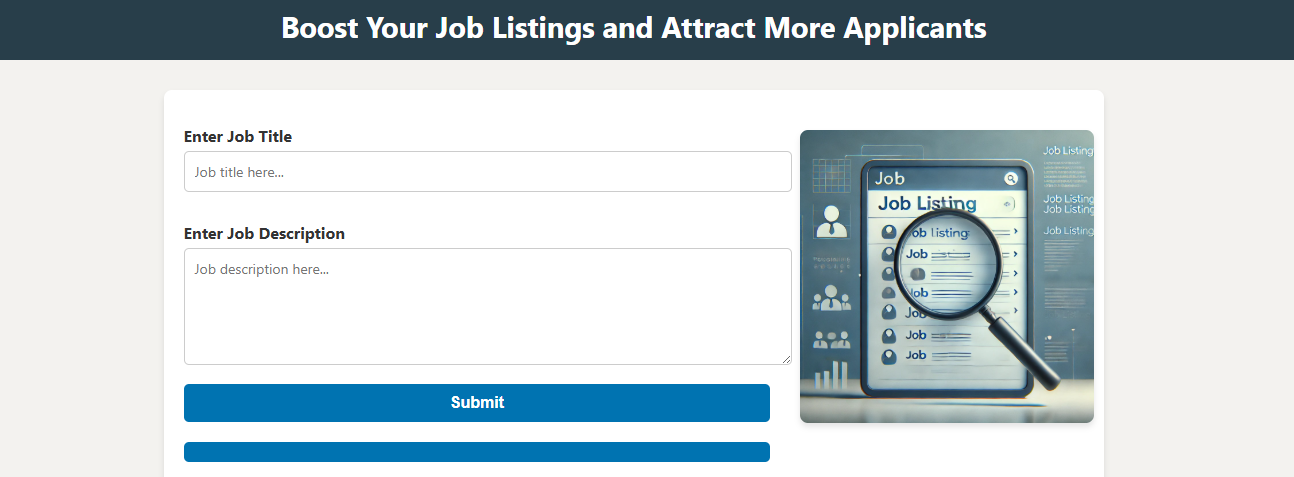 Boost Your Job Listings and Attract More Applicants
Enter Job Title
Job title here...
Enter Job Description
Job description here...
Submit
Job
Job Listing
Job Listing
Job
Job
Job
Job
Job
Job Listing
Job Listing
Job Listing
Job Listing